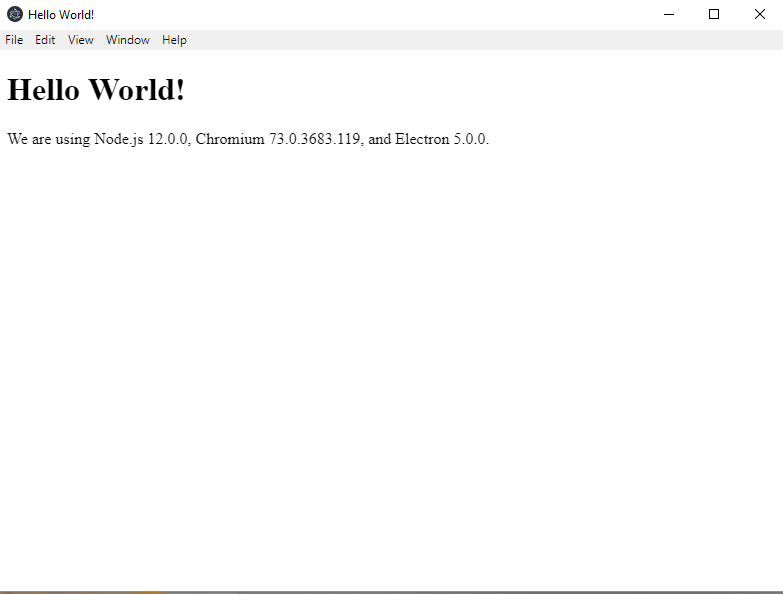 Hello World!
File Edit View Window Help
Hello World!
We are using Node.js 12.0.0, Chromium 73.0.3683.119, and Electron 5.0.0.